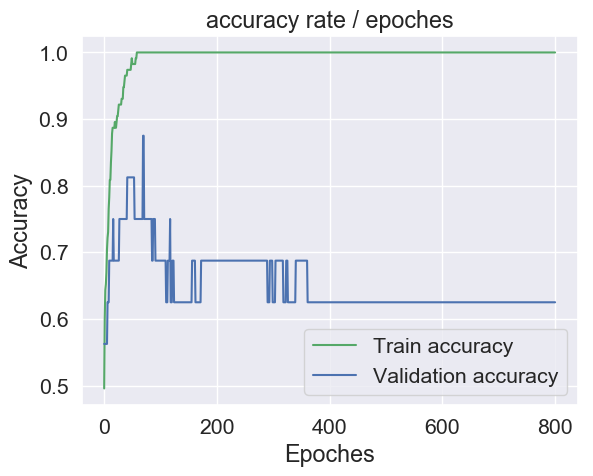 accuracy rate / epoches
1.0
0.9
0.8
0.7
0.6
0.5
Accuracy
0 200 400 600 800
Epoches
Train accuracy
Validation accuracy